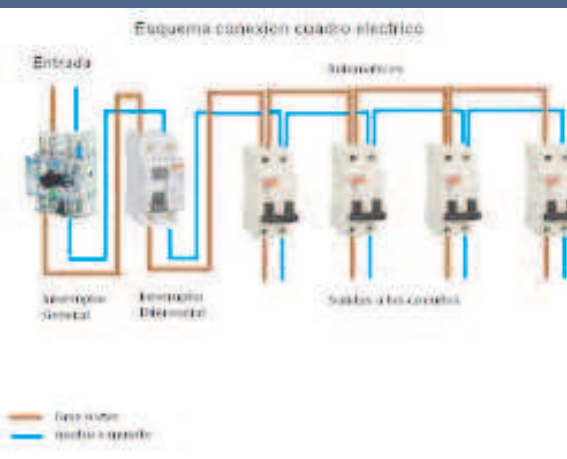 Esquema conexion cuadro electrico
Entrada
Automaticos
Interruptor
General
Interruptor
Diferencial
Salidas a los circuitos